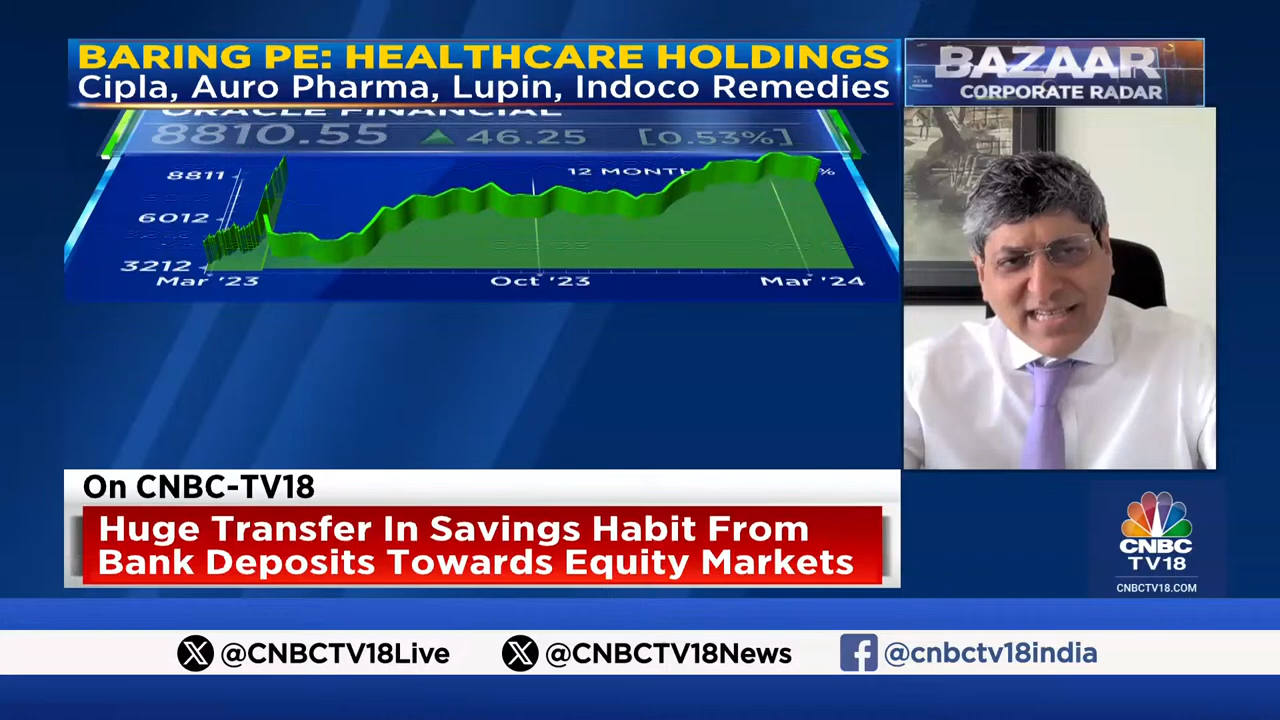 BARING PE: HEALTHCARE HOLDINGS
Cipla, Auro Pharma, Lupin, Indoco Remedies
BAZAAR
CORPORATE RADAR
ORACLE FINANCIAL
8810.55 ▲ 46.25 [0.53%]
8811
12 MONTH %
6012
3212
Mar '23 Oct '23 Mar '24
On CNBC-TV18
Huge Transfer In Savings Habit From
Bank Deposits Towards Equity Markets
CNBC
TV18
CNBCTV18.COM
@CNBCTV18Live @CNBCTV18News @cnbctv18india